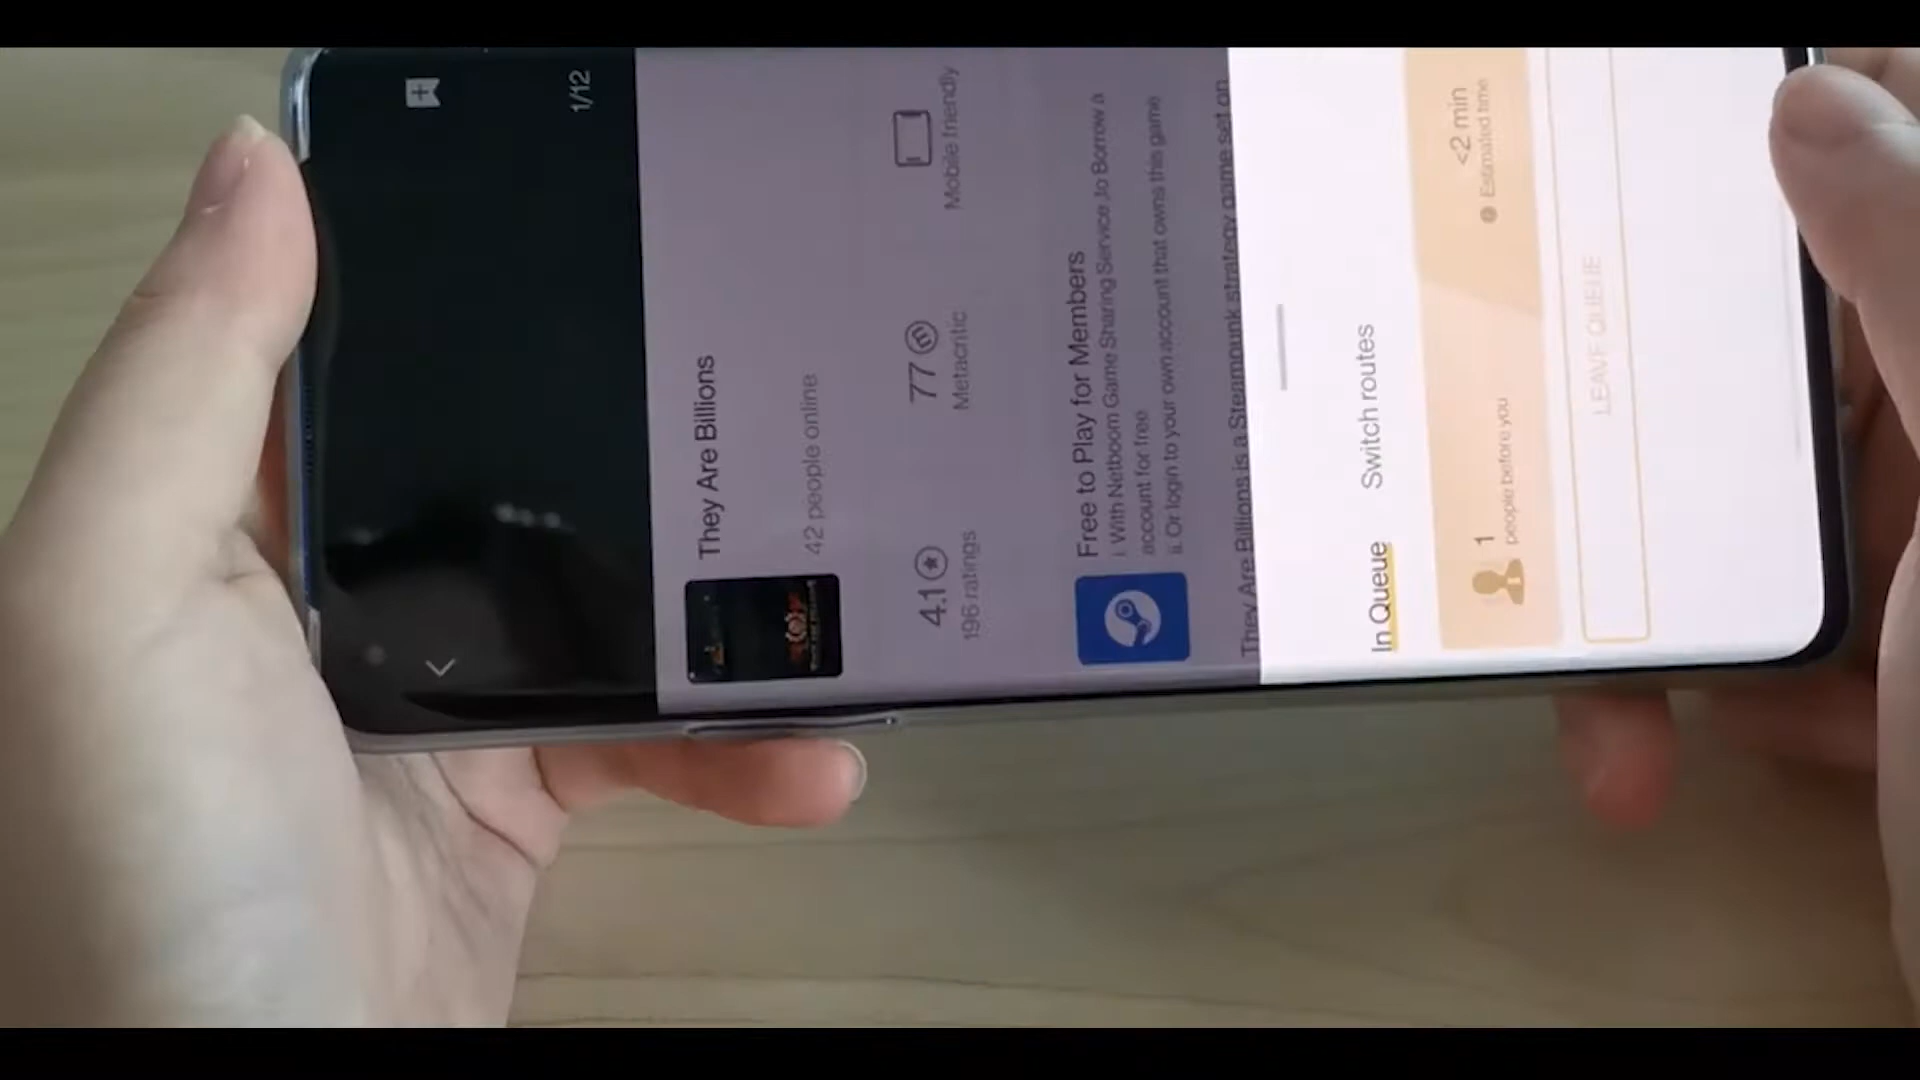 1/12
They Are Billions
42 people online
4.1
196 ratings
77
Metacritic
Mobile friendly
Free to Play for Members
i. With Netboom Game Sharing Service,to Borrow a
account for free
ii. Or login to your own account that owns this game
They Are Billions is a Steampunk strategy game set on
In Queue
Switch routes
1
people before you
<2 min
Estimated time
LEAVE QUEUE